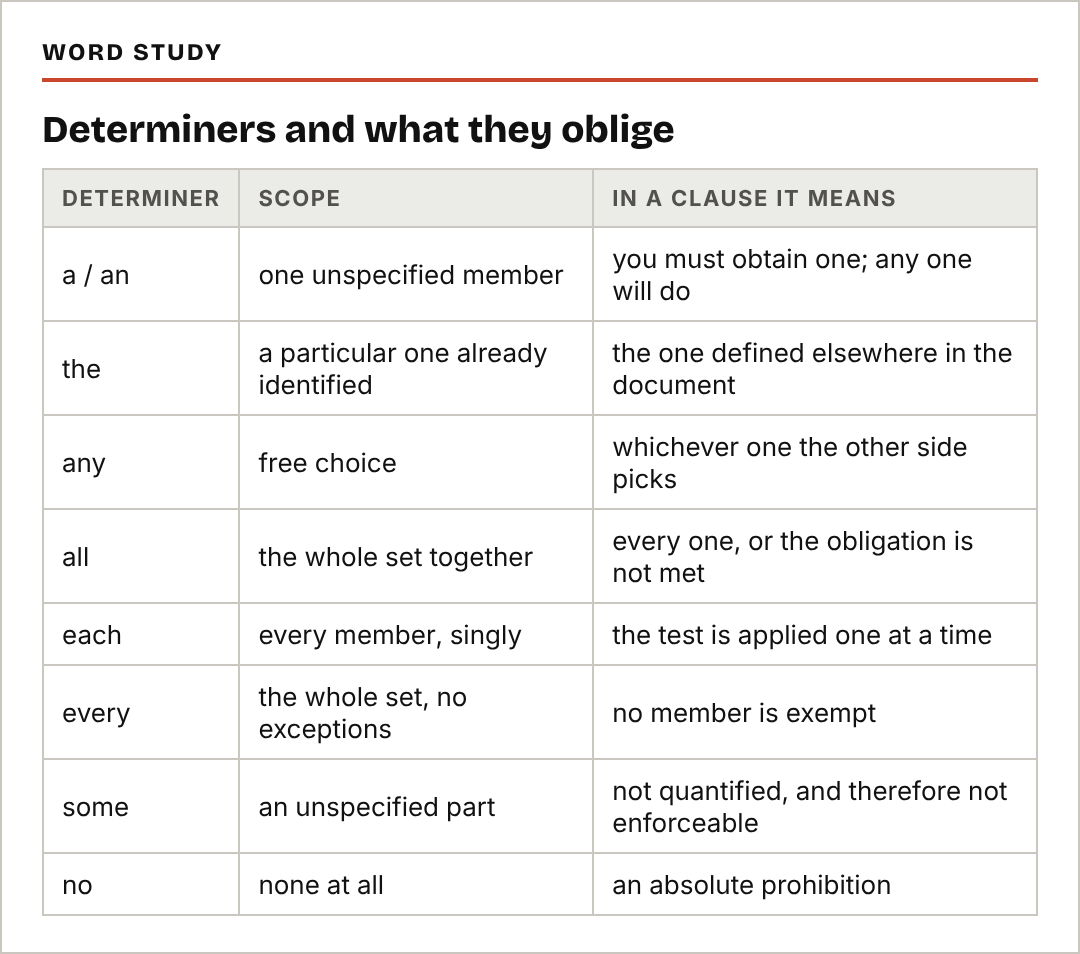 WORD STUDY
Determiners and what they oblige
DETERMINER SCOPE IN A CLAUSE IT MEANS
a / an one unspecified member you must obtain one; any one
will do
the a particular one already the one defined elsewhere in the
identified document
any free choice whichever one the other side
picks
all the whole set together every one, or the obligation is
not met
each every member, singly the test is applied one at a time
every the whole set, no no member is exempt
exceptions
some an unspecified part not quantified, and therefore not
enforceable
no none at all an absolute prohibition